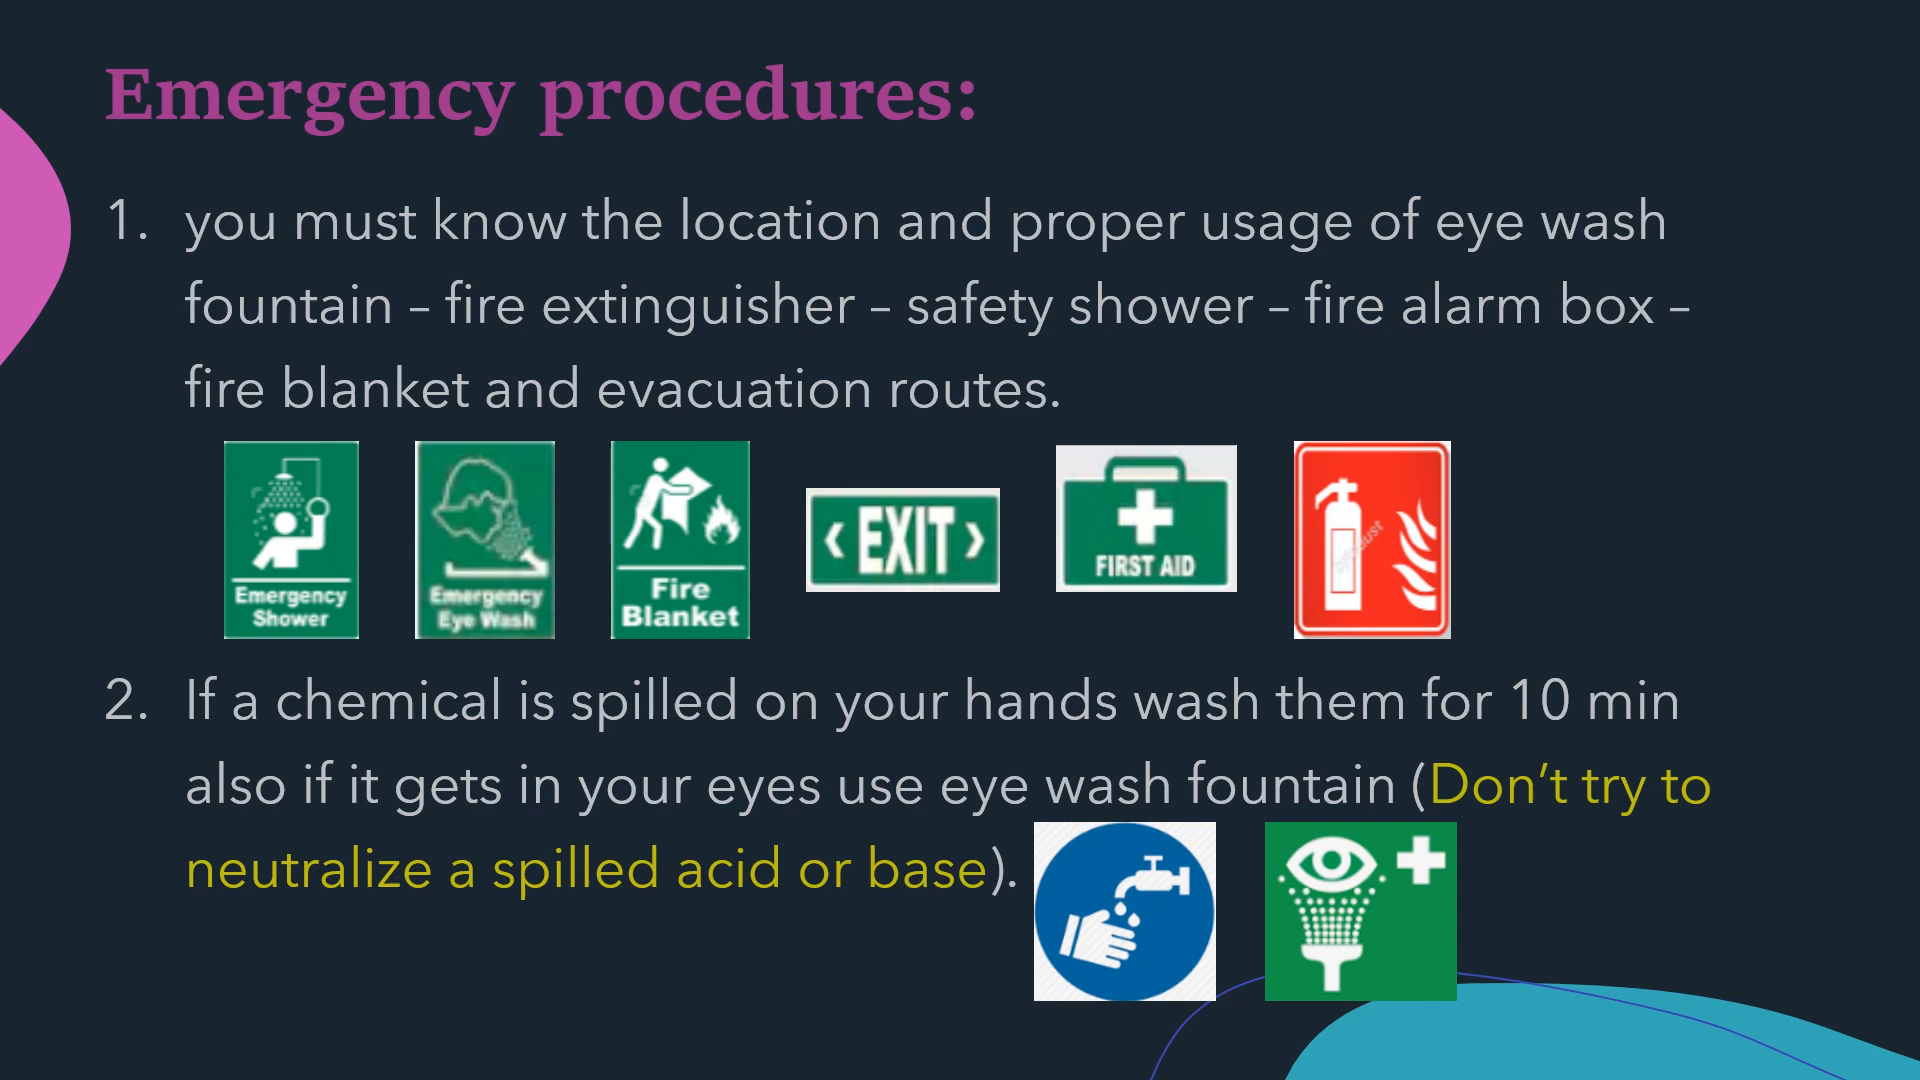 Emergency procedures:
1. you must know the location and proper usage of eye wash
fountain – fire extinguisher – safety shower – fire alarm box –
fire blanket and evacuation routes.
Emergency
Shower
Emergency
Eye Wash
Fire
Blanket
‹ EXIT ›
FIRST AID
2. If a chemical is spilled on your hands wash them for 10 min
also if it gets in your eyes use eye wash fountain (Don’t try to
neutralize a spilled acid or base).